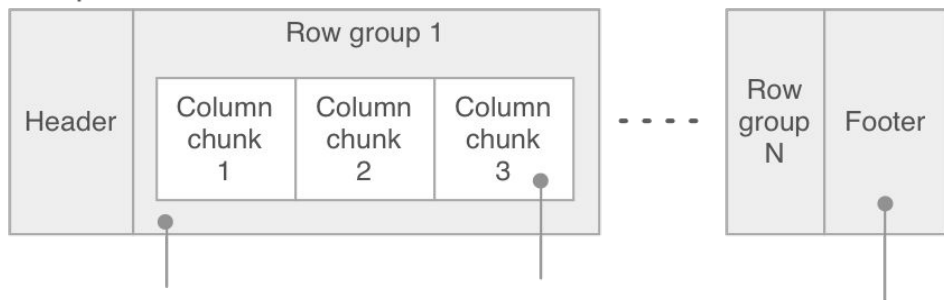 Row group 1
Header
Column
chunk
1
Column
chunk
2
Column
chunk
3
Row
group
N
Footer